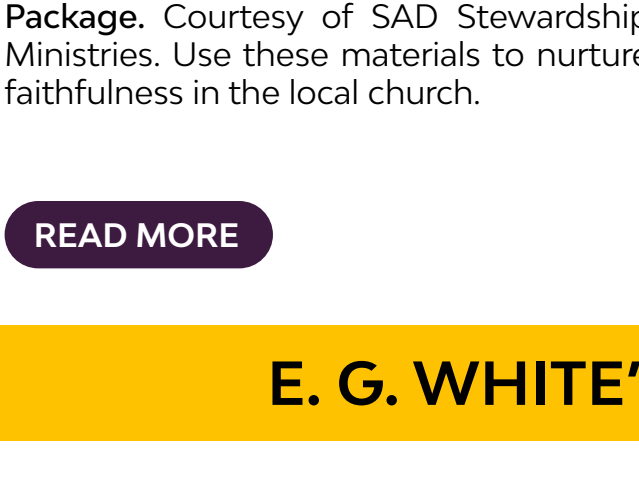 Package. Courtesy of SAD Stewardship
Ministries. Use these materials to nurture
faithfulness in the local church.
READ MORE
E. G. WHITE'